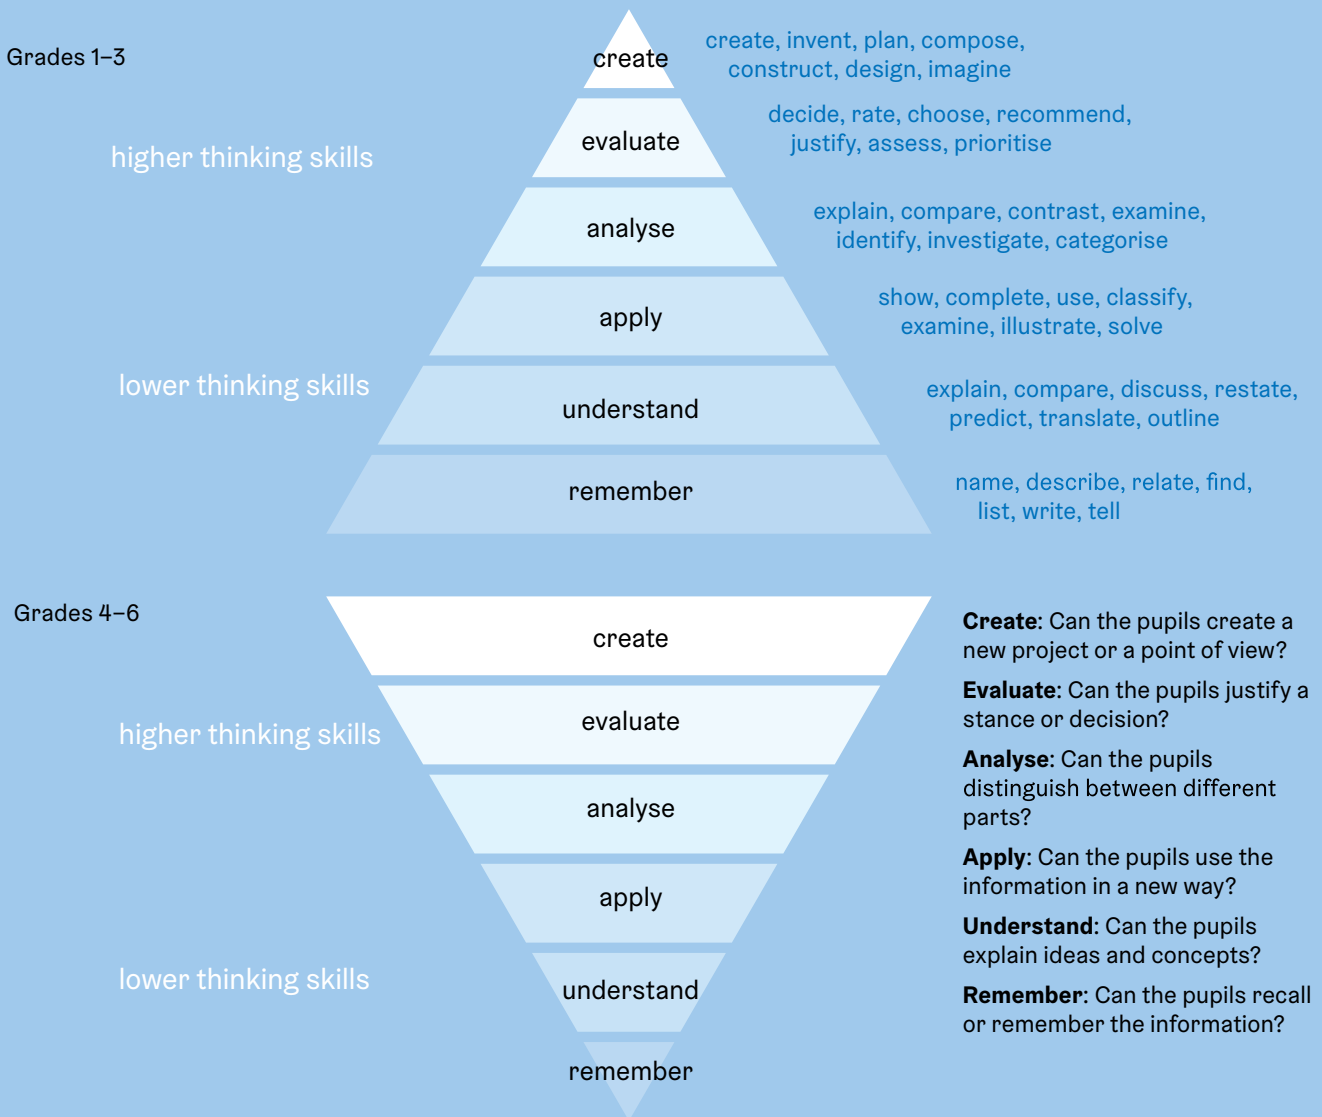 Grades 1–3
create
create, invent, plan, compose,
construct, design, imagine
higher thinking skills
evaluate
decide, rate, choose, recommend,
justify, assess, prioritise
analyse
explain, compare, contrast, examine,
identify, investigate, categorise
apply
show, complete, use, classify,
examine, illustrate, solve
lower thinking skills
understand
explain, compare, discuss, restate,
predict, translate, outline
remember
name, describe, relate, find,
list, write, tell
Grades 4–6
create
evaluate
higher thinking skills
analyse
apply
lower thinking skills
understand
remember
Create: Can the pupils create a
new project or a point of view?
Evaluate: Can the pupils justify a
stance or decision?
Analyse: Can the pupils
distinguish between different
parts?
Apply: Can the pupils use the
information in a new way?
Understand: Can the pupils
explain ideas and concepts?
Remember: Can the pupils recall
or remember the information?